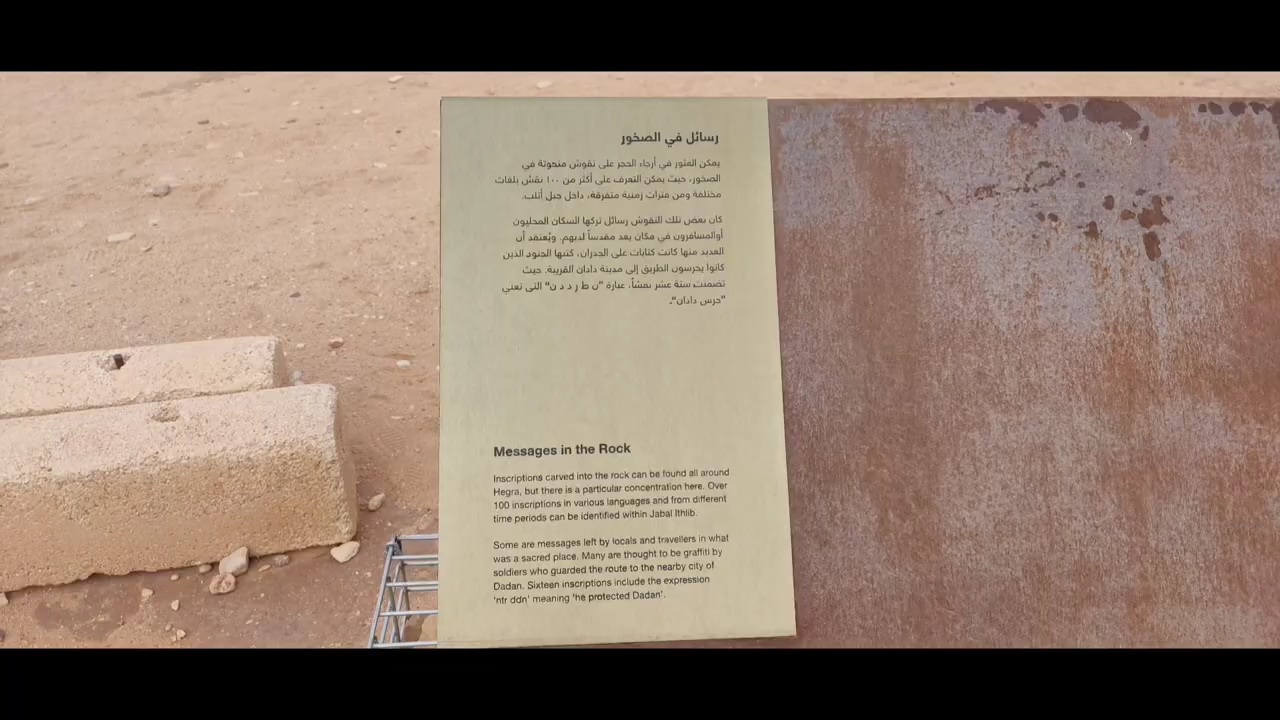 رسائل في الصخور
يمكن العثور في أرجاء الحجر على نقوش منحوتة في
الصخور، حيث يمكن التعرف على أكثر من ١٠٠ نقش بلغات
مختلفة ومن فترات زمنية متفرقة، داخل جبل أثلب.
كان بعض تلك النقوش رسائل تركها السكان المحليون
أوالمسافرون في مكان يعد مقدساً لديهم. ويُعتقد أن
العديد منها كانت كتابات على الجدران، كتبها الجنود الذين
كانوا يحرسون الطريق إلى مدينة دادان القريبة. حيث
تضمنت ستة عشر نقشاً، عبارة "ن ظ ر د د ن" التي تعني
"حرس دادان".
Messages in the Rock
Inscriptions carved into the rock can be found all around
Hegra, but there is a particular concentration here. Over
100 inscriptions in various languages and from different
time periods can be identified within Jabal Ithlib.
Some are messages left by locals and travellers in what
was a sacred place. Many are thought to be graffiti by
soldiers who guarded the route to the nearby city of
Dadan. Sixteen inscriptions include the expression
'ntr ddn' meaning 'he protected Dadan'.